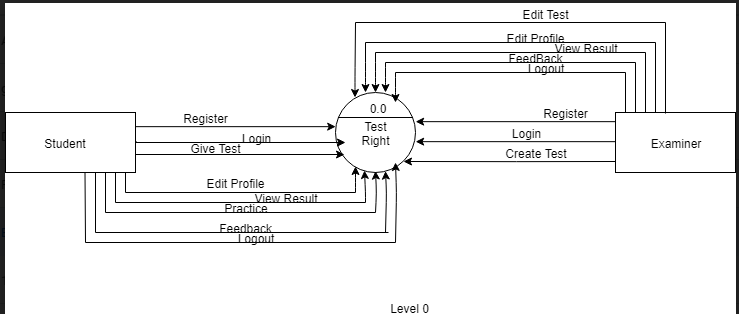 Edit Test
Edit Profile
View Result
FeedBack
Logout
0.0
Test
Right
Register
Login
Give Test
Student
Register
Login
Create Test
Examiner
Edit Profile
View Result
Practice
Feedback
Logout
Level 0